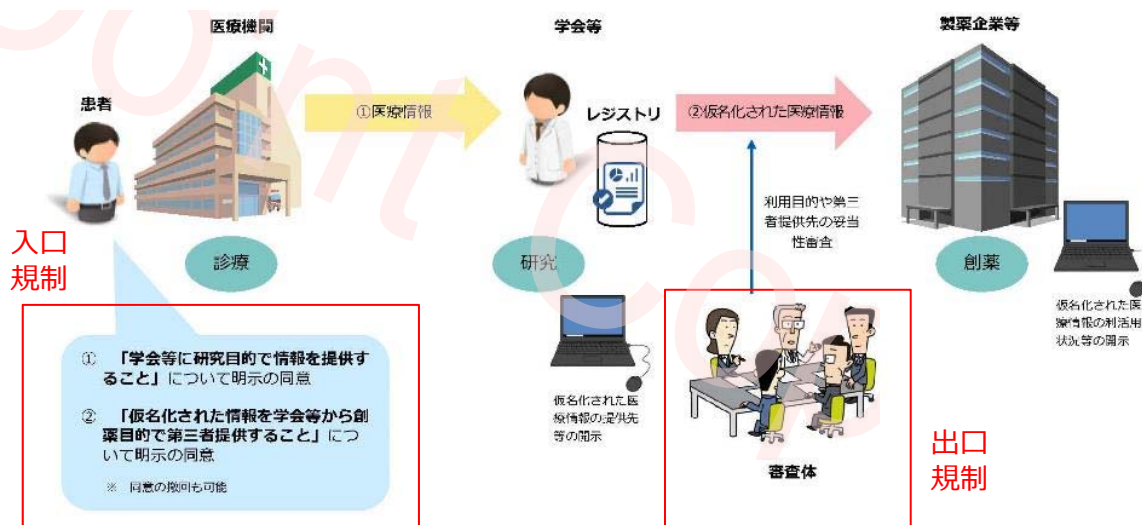 医療機関
学会等
製薬企業等
患者
①医療情報
レジストリ
②仮名化された医療情報
利用目的や第三
者提供先の妥当
性審査
入口
規制
診療
研究
創薬
① 「学会等に研究目的で情報を提供す
ること」について明示の同意
② 「仮名化された情報を学会等から創
薬目的で第三者提供すること」につ
いて明示の同意
※ 同意の撤回も可能
仮名化された医
療情報の提供先
等の開示
審査体
出口
規制
仮名化された医
療情報の利活用
状況等の開示